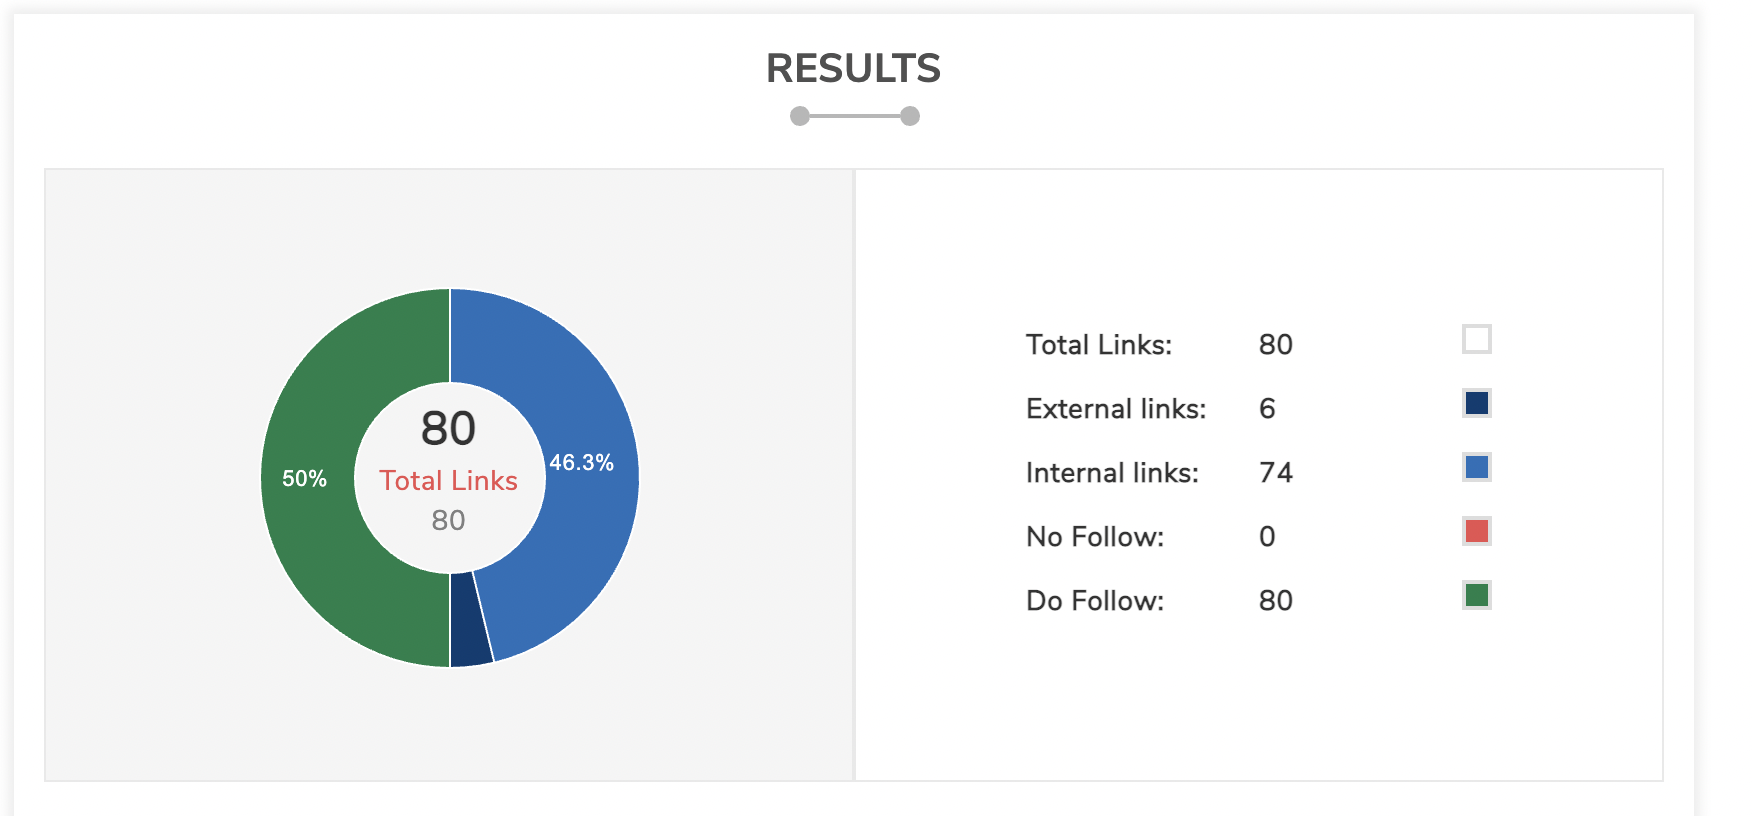 RESULTS
80
Total Links
80
50%
46.3%
Total Links: 80
External links: 6
Internal links: 74
No Follow: 0
Do Follow: 80